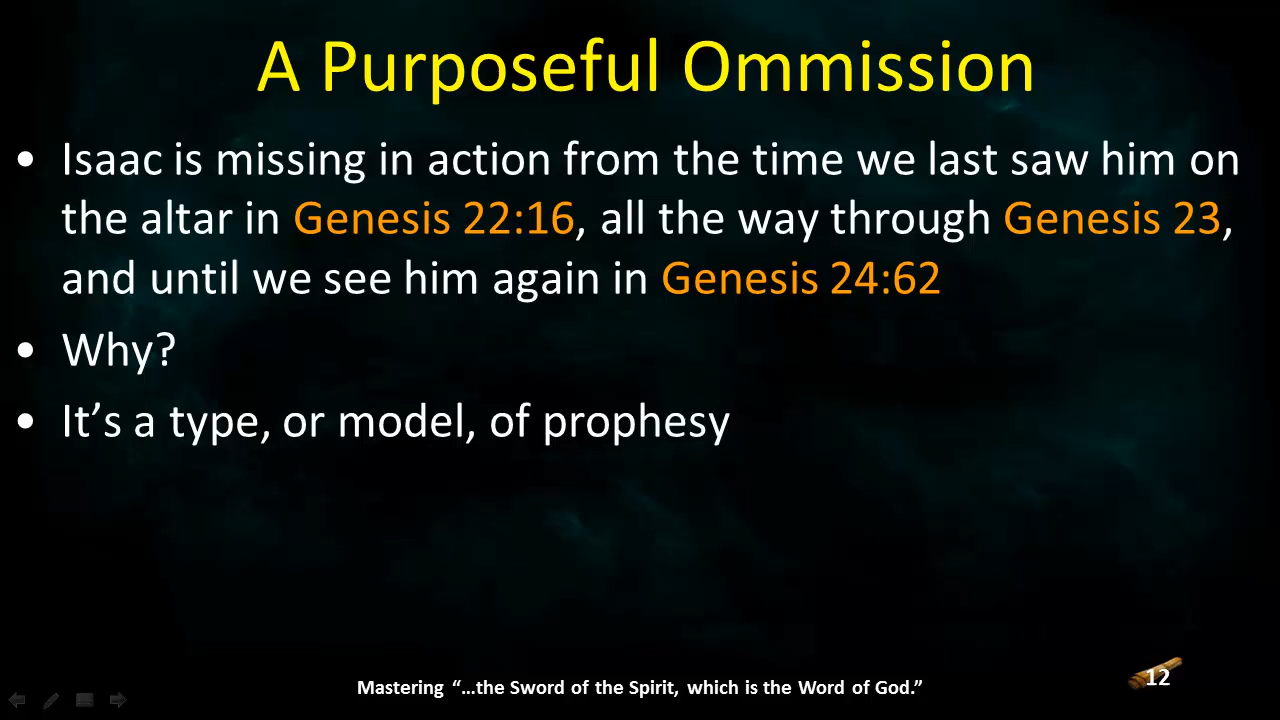 A Purposeful Ommission
• Isaac is missing in action from the time we last saw him on
the altar in Genesis 22:16, all the way through Genesis 23,
and until we see him again in Genesis 24:62
• Why?
• It’s a type, or model, of prophesy
Mastering “…the Sword of the Spirit, which is the Word of God.”
12